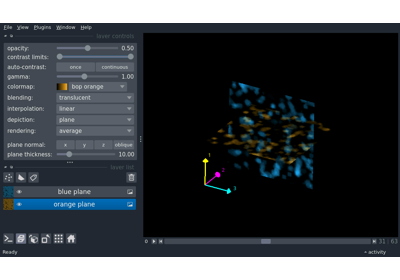 File View Plugins Window Help
layer controls
opacity: 0.50
contrast limits:
auto-contrast: once continuous
gamma: 1.00
colormap: bop orange
blending: translucent
interpolation: linear
depiction: plane
rendering: average
plane normal: x y z oblique
plane thickness: 10.00
layer list
blue plane
orange plane
0 31 63
Ready activity